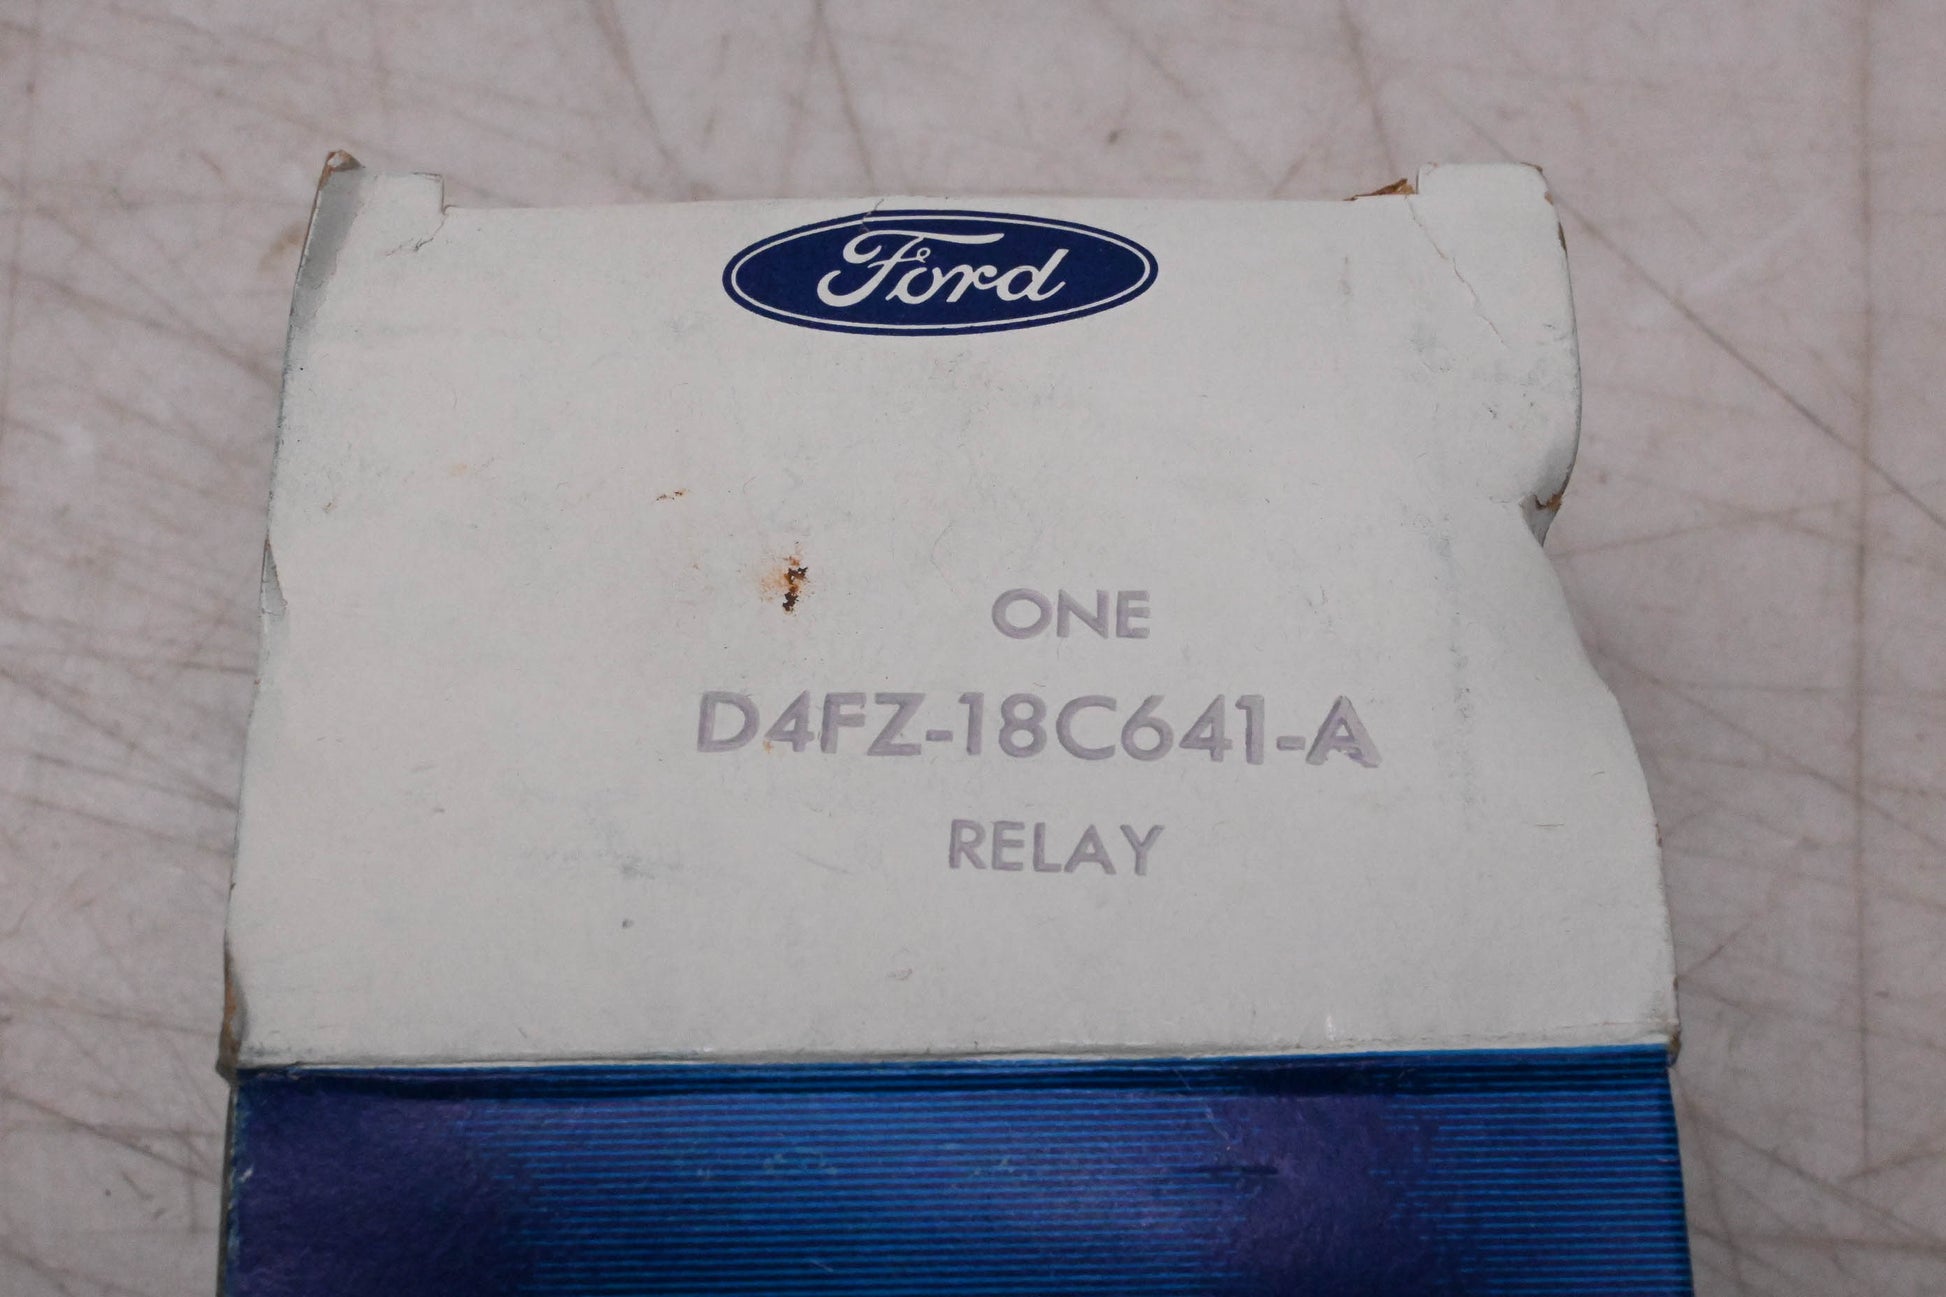 Ford
ONE
D4FZ-18C641-A
RELAY